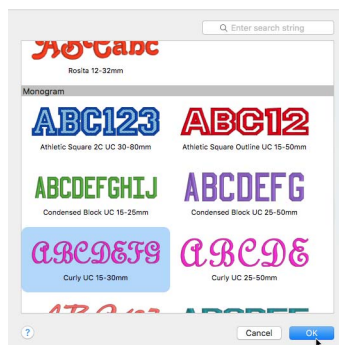 Enter search string
ABCabc
Rosita 12-32mm
Monogram
ABC123 ABC12
Athletic Square 2C UC 30-80mm Athletic Square Outline UC 15-50mm
ABCDEFGHIJ ABCDEFG
Condensed Block UC 15-25mm Condensed Block UC 25-50mm
ABCDEFG ABCDE
Curly UC 15-30mm Curly UC 25-50mm
? Cancel OK